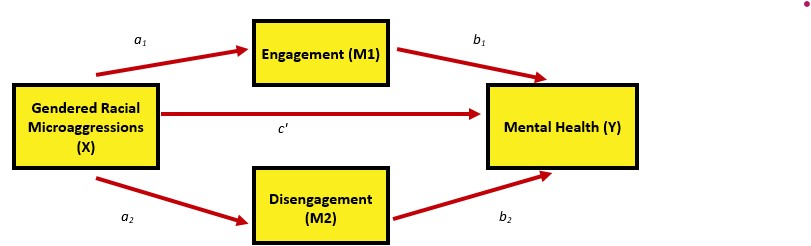 a₁
Engagement (M1)
b₁
Gendered Racial
Microaggressions
(X)
c'
Mental Health (Y)
a₂
Disengagement
(M2)
b₂